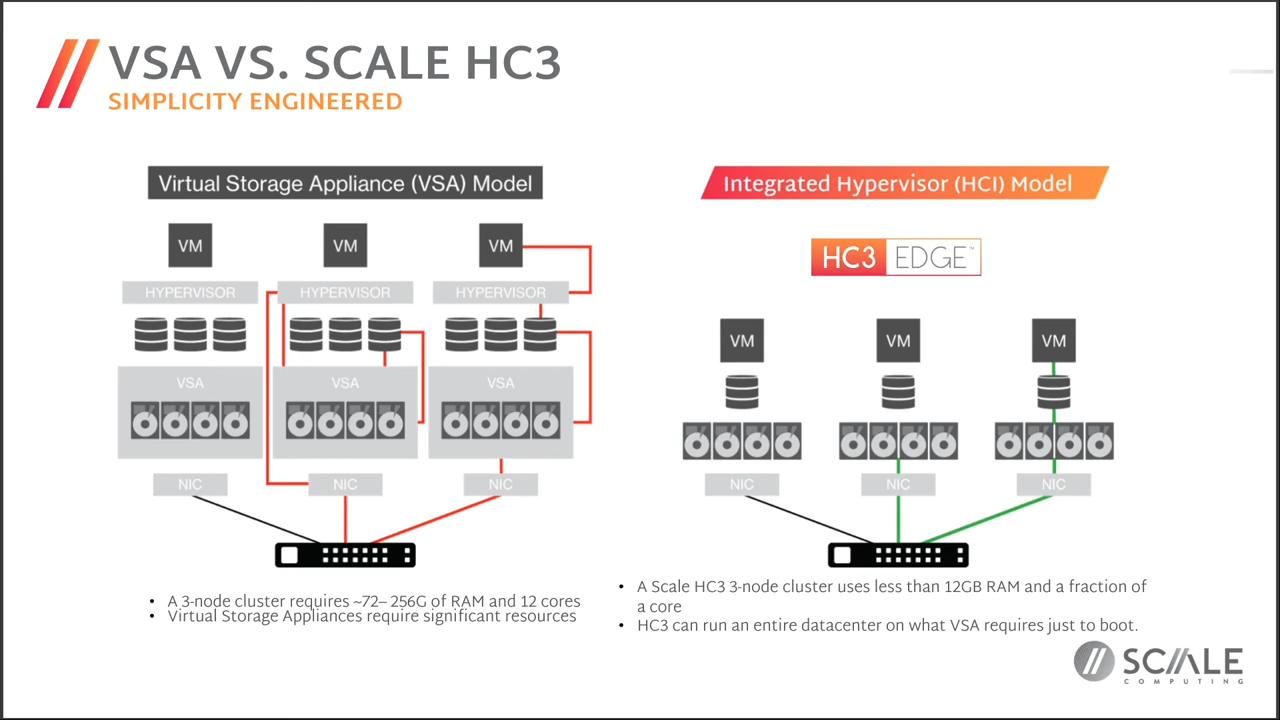 VSA VS. SCALE HC3
SIMPLICITY ENGINEERED
Virtual Storage Appliance (VSA) Model
VM
VM
VM
HYPERVISOR
HYPERVISOR
HYPERVISOR
VSA
VSA
VSA
NIC
NIC
NIC
• A 3-node cluster requires ~72– 256G of RAM and 12 cores
• Virtual Storage Appliances require significant resources
Integrated Hypervisor (HCI) Model
HC3 EDGE™
VM
VM
VM
NIC
NIC
NIC
• A Scale HC3 3-node cluster uses less than 12GB RAM and a fraction of
a core
• HC3 can run an entire datacenter on what VSA requires just to boot.
SCALE
COMPUTING